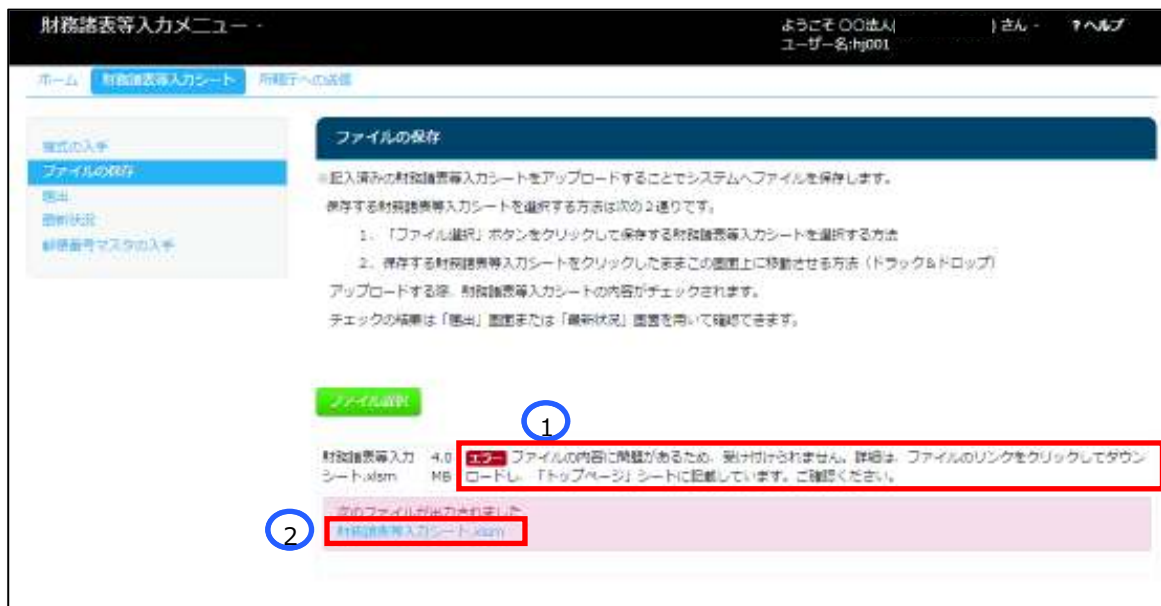 財務諸表等入力メニュー -
ようこそ 〇〇法人( )さん -
？ヘルプ
ユーザー名:hj001
ホーム
財務諸表等入力シート
所轄庁への送信
様式の入手
ファイルの保存
届出
最新状況
郵便番号マスタの入手
ファイルの保存
※記入済みの財務諸表等入力シートをアップロードすることでシステムへファイルを保存します。
保存する財務諸表等入力シートを選択する方法は次の２通りです。
１．「ファイル選択」ボタンをクリックして保存する財務諸表等入力シートを選択する方法
２．保存する財務諸表等入力シートをクリックしたままこの画面上に移動させる方法（ドラック&ドロップ）
アップロードする際、財務諸表等入力シートの内容がチェックされます。
チェックの結果は「届出」画面または「最新状況」画面を用いて確認できます。
ファイル選択
1
財務諸表等入力 4.0 エラー ファイルの内容に問題があるため、受け付けられません。詳細は、ファイルのリンクをクリックしてダウン
シート.xlsm MB ロードし、「トップページ」シートに記載しています。ご確認ください。
次のファイルが出力されました
2
財務諸表等入力シート.xlsm